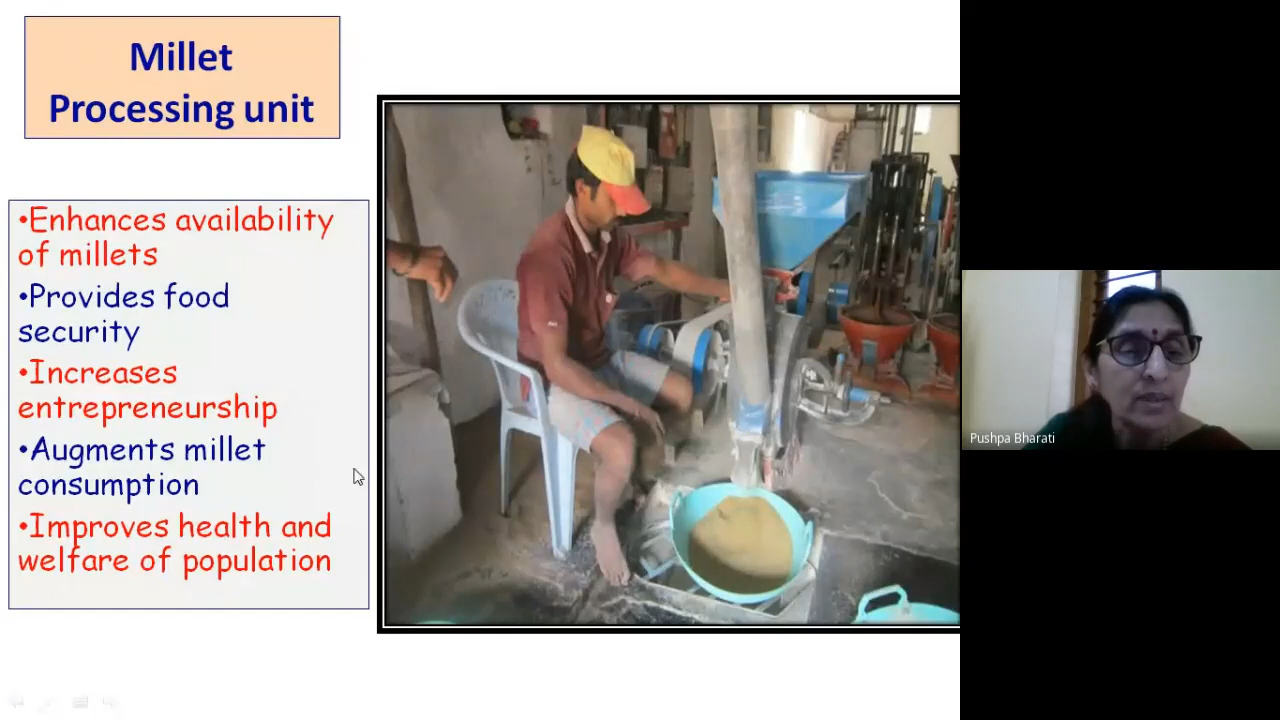 Millet
Processing unit
•Enhances availability
of millets
•Provides food
security
•Increases
entrepreneurship
•Augments millet
consumption
•Improves health and
welfare of population
Pushpa Bharati